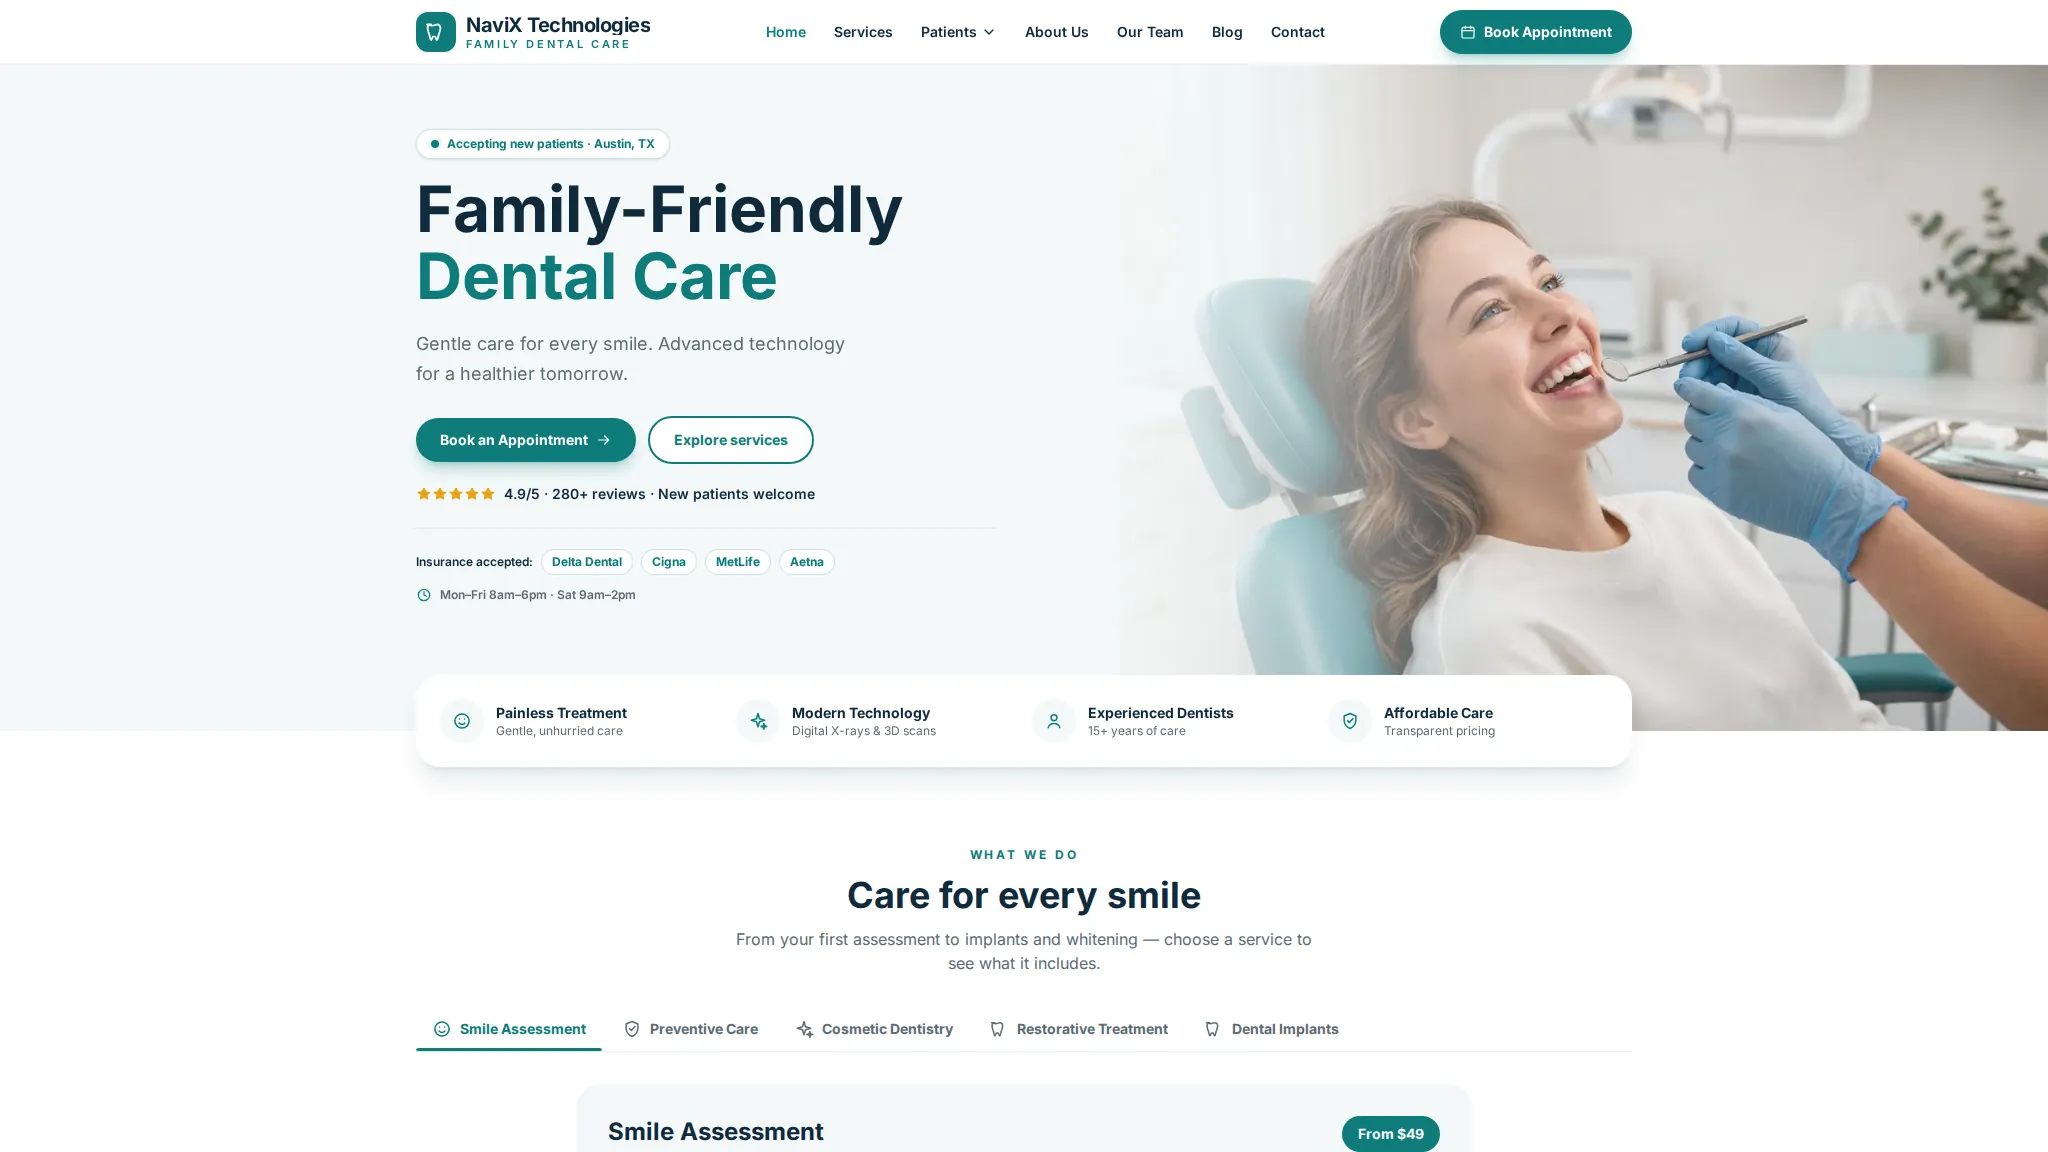 NaviX Technologies
FAMILY DENTAL CARE
Home
Services
Patients
About Us
Our Team
Blog
Contact
Book Appointment
Accepting new patients · Austin, TX
Family-Friendly
Dental Care
Gentle care for every smile. Advanced technology
for a healthier tomorrow.
Book an Appointment
Explore services
4.9/5 · 280+ reviews · New patients welcome
Insurance accepted:
Delta Dental
Cigna
MetLife
Aetna
Mon–Fri 8am–6pm · Sat 9am–2pm
Painless Treatment
Gentle, unhurried care
Modern Technology
Digital X-rays & 3D scans
Experienced Dentists
15+ years of care
Affordable Care
Transparent pricing
WHAT WE DO
Care for every smile
From your first assessment to implants and whitening — choose a service to
see what it includes.
Smile Assessment
Preventive Care
Cosmetic Dentistry
Restorative Treatment
Dental Implants
Smile Assessment
From $49